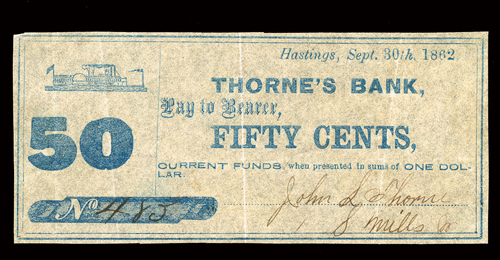 Hastings, Sept. 30th, 1862
THORNE'S BANK,
Pay to Bearer,
50
FIFTY CENTS,
CURRENT FUNDS, when presented in sums of ONE DOL-
LAR.
No 485
John L Thorne
Mills